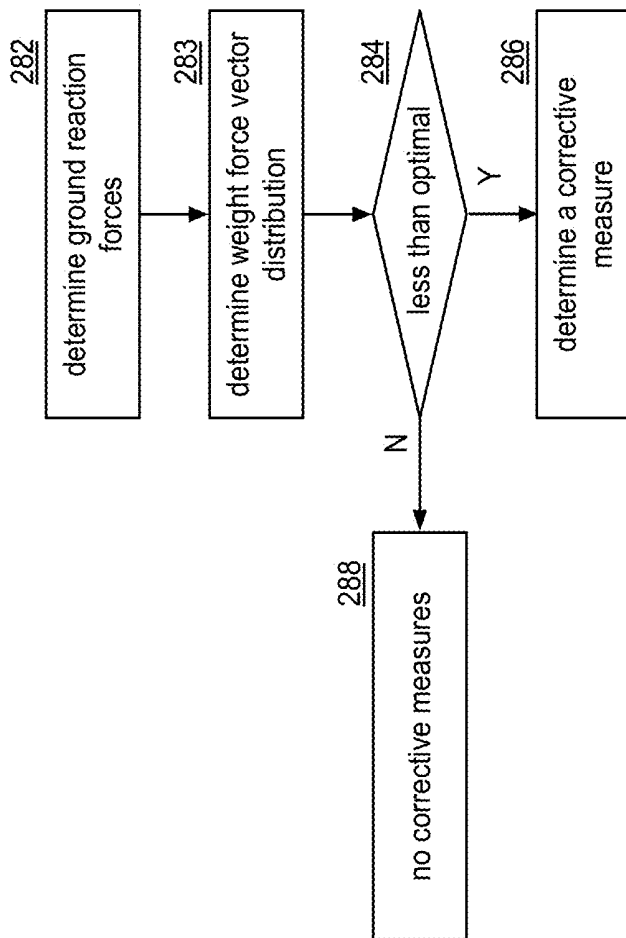 282
determine ground reaction
forces
283
determine weight force vector
distribution
284
less than optimal
N
Y
288
no corrective measures
286
determine a corrective
measure